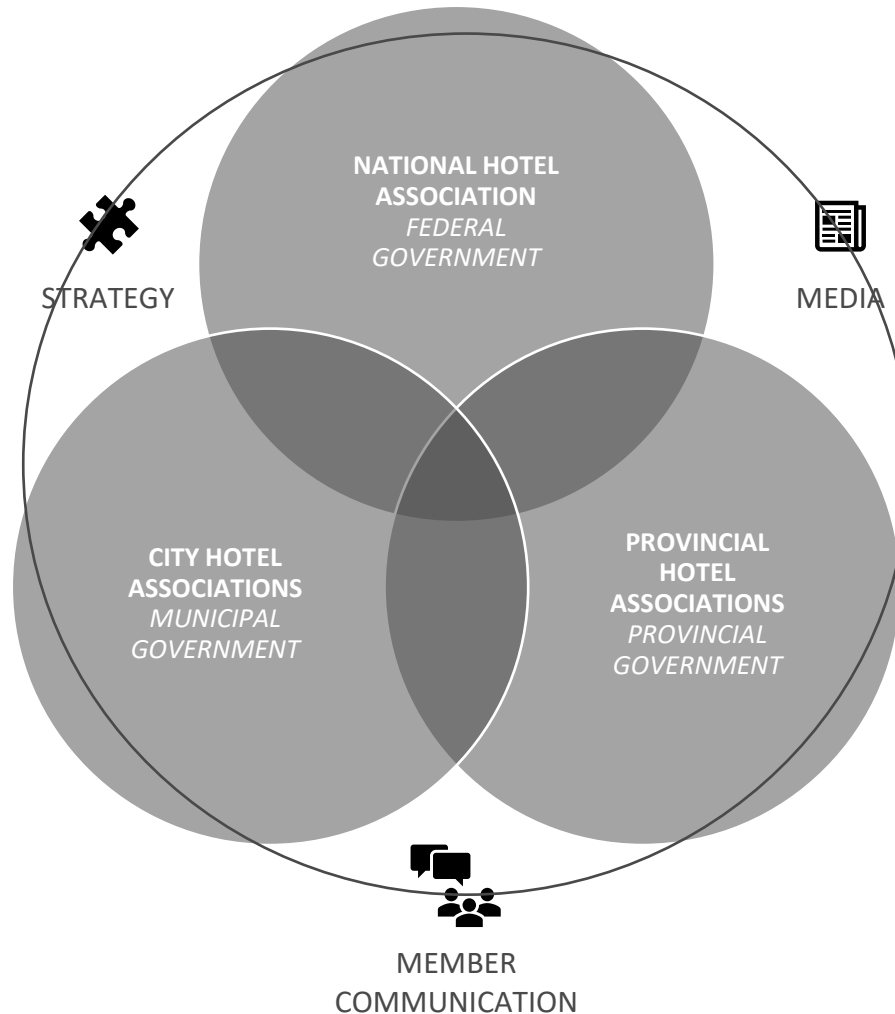 NATIONAL HOTEL
ASSOCIATION
FEDERAL
GOVERNMENT
STRATEGY
MEDIA
CITY HOTEL
ASSOCIATIONS
MUNICIPAL
GOVERNMENT
PROVINCIAL
HOTEL
ASSOCIATIONS
PROVINCIAL
GOVERNMENT
MEMBER
COMMUNICATION